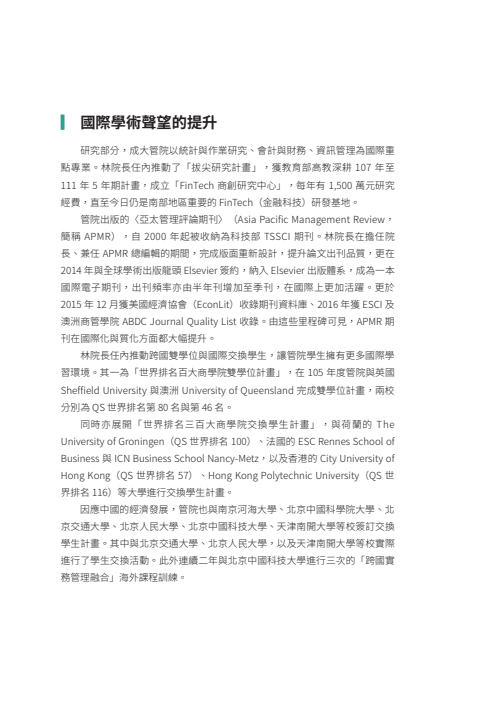 國際學術聲望的提升
研究部分，成大管院以統計與作業研究、會計與財務、資訊管理為國際重
點專業。林院長任內推動了「拔尖研究計畫」，獲教育部高教深耕 107 年至
111 年 5 年期計畫，成立「FinTech 商創研究中心」，每年有 1,500 萬元研究
經費，直至今日仍是南部地區重要的 FinTech（金融科技）研發基地。
管院出版的〈亞太管理評論期刊〉（Asia Pacific Management Review，
簡稱 APMR），自 2000 年起被收納為科技部 TSSCI 期刊。林院長在擔任院
長、兼任 APMR 總編輯的期間，完成版面重新設計，提升論文出刊品質，更在
2014 年與全球學術出版龍頭 Elsevier 簽約，納入 Elsevier 出版體系，成為一本
國際電子期刊，出刊頻率亦由半年刊增加至季刊，在國際上更加活躍。更於
2015 年 12 月獲美國經濟協會（EconLit）收錄期刊資料庫、2016 年獲 ESCI 及
澳洲商管學院 ABDC Journal Quality List 收錄。由這些里程碑可見，APMR 期
刊在國際化與質化方面都大幅提升。
林院長任內推動跨國雙學位與國際交換學生，讓管院學生擁有更多國際學
習環境。其一為「世界排名百大商學院雙學位計畫」，在 105 年度管院與英國
Sheffield University 與澳洲 University of Queensland 完成雙學位計畫，兩校
分別為 QS 世界排名第 80 名與第 46 名。
同時亦展開「世界排名三百大商學院交換學生計畫」，與荷蘭的 The
University of Groningen（QS 世界排名 100）、法國的 ESC Rennes School of
Business 與 ICN Business School Nancy-Metz，以及香港的 City University of
Hong Kong（QS 世界排名 57）、Hong Kong Polytechnic University（QS 世
界排名 116）等大學進行交換學生計畫。
因應中國的經濟發展，管院也與南京河海大學、北京中國科學院大學、北
京交通大學、北京人民大學、北京中國科技大學、天津南開大學等校簽訂交換
學生計畫。其中與北京交通大學、北京人民大學，以及天津南開大學等校實際
進行了學生交換活動。此外連續二年與北京中國科技大學進行三次的「跨國實
務管理融合」海外課程訓練。